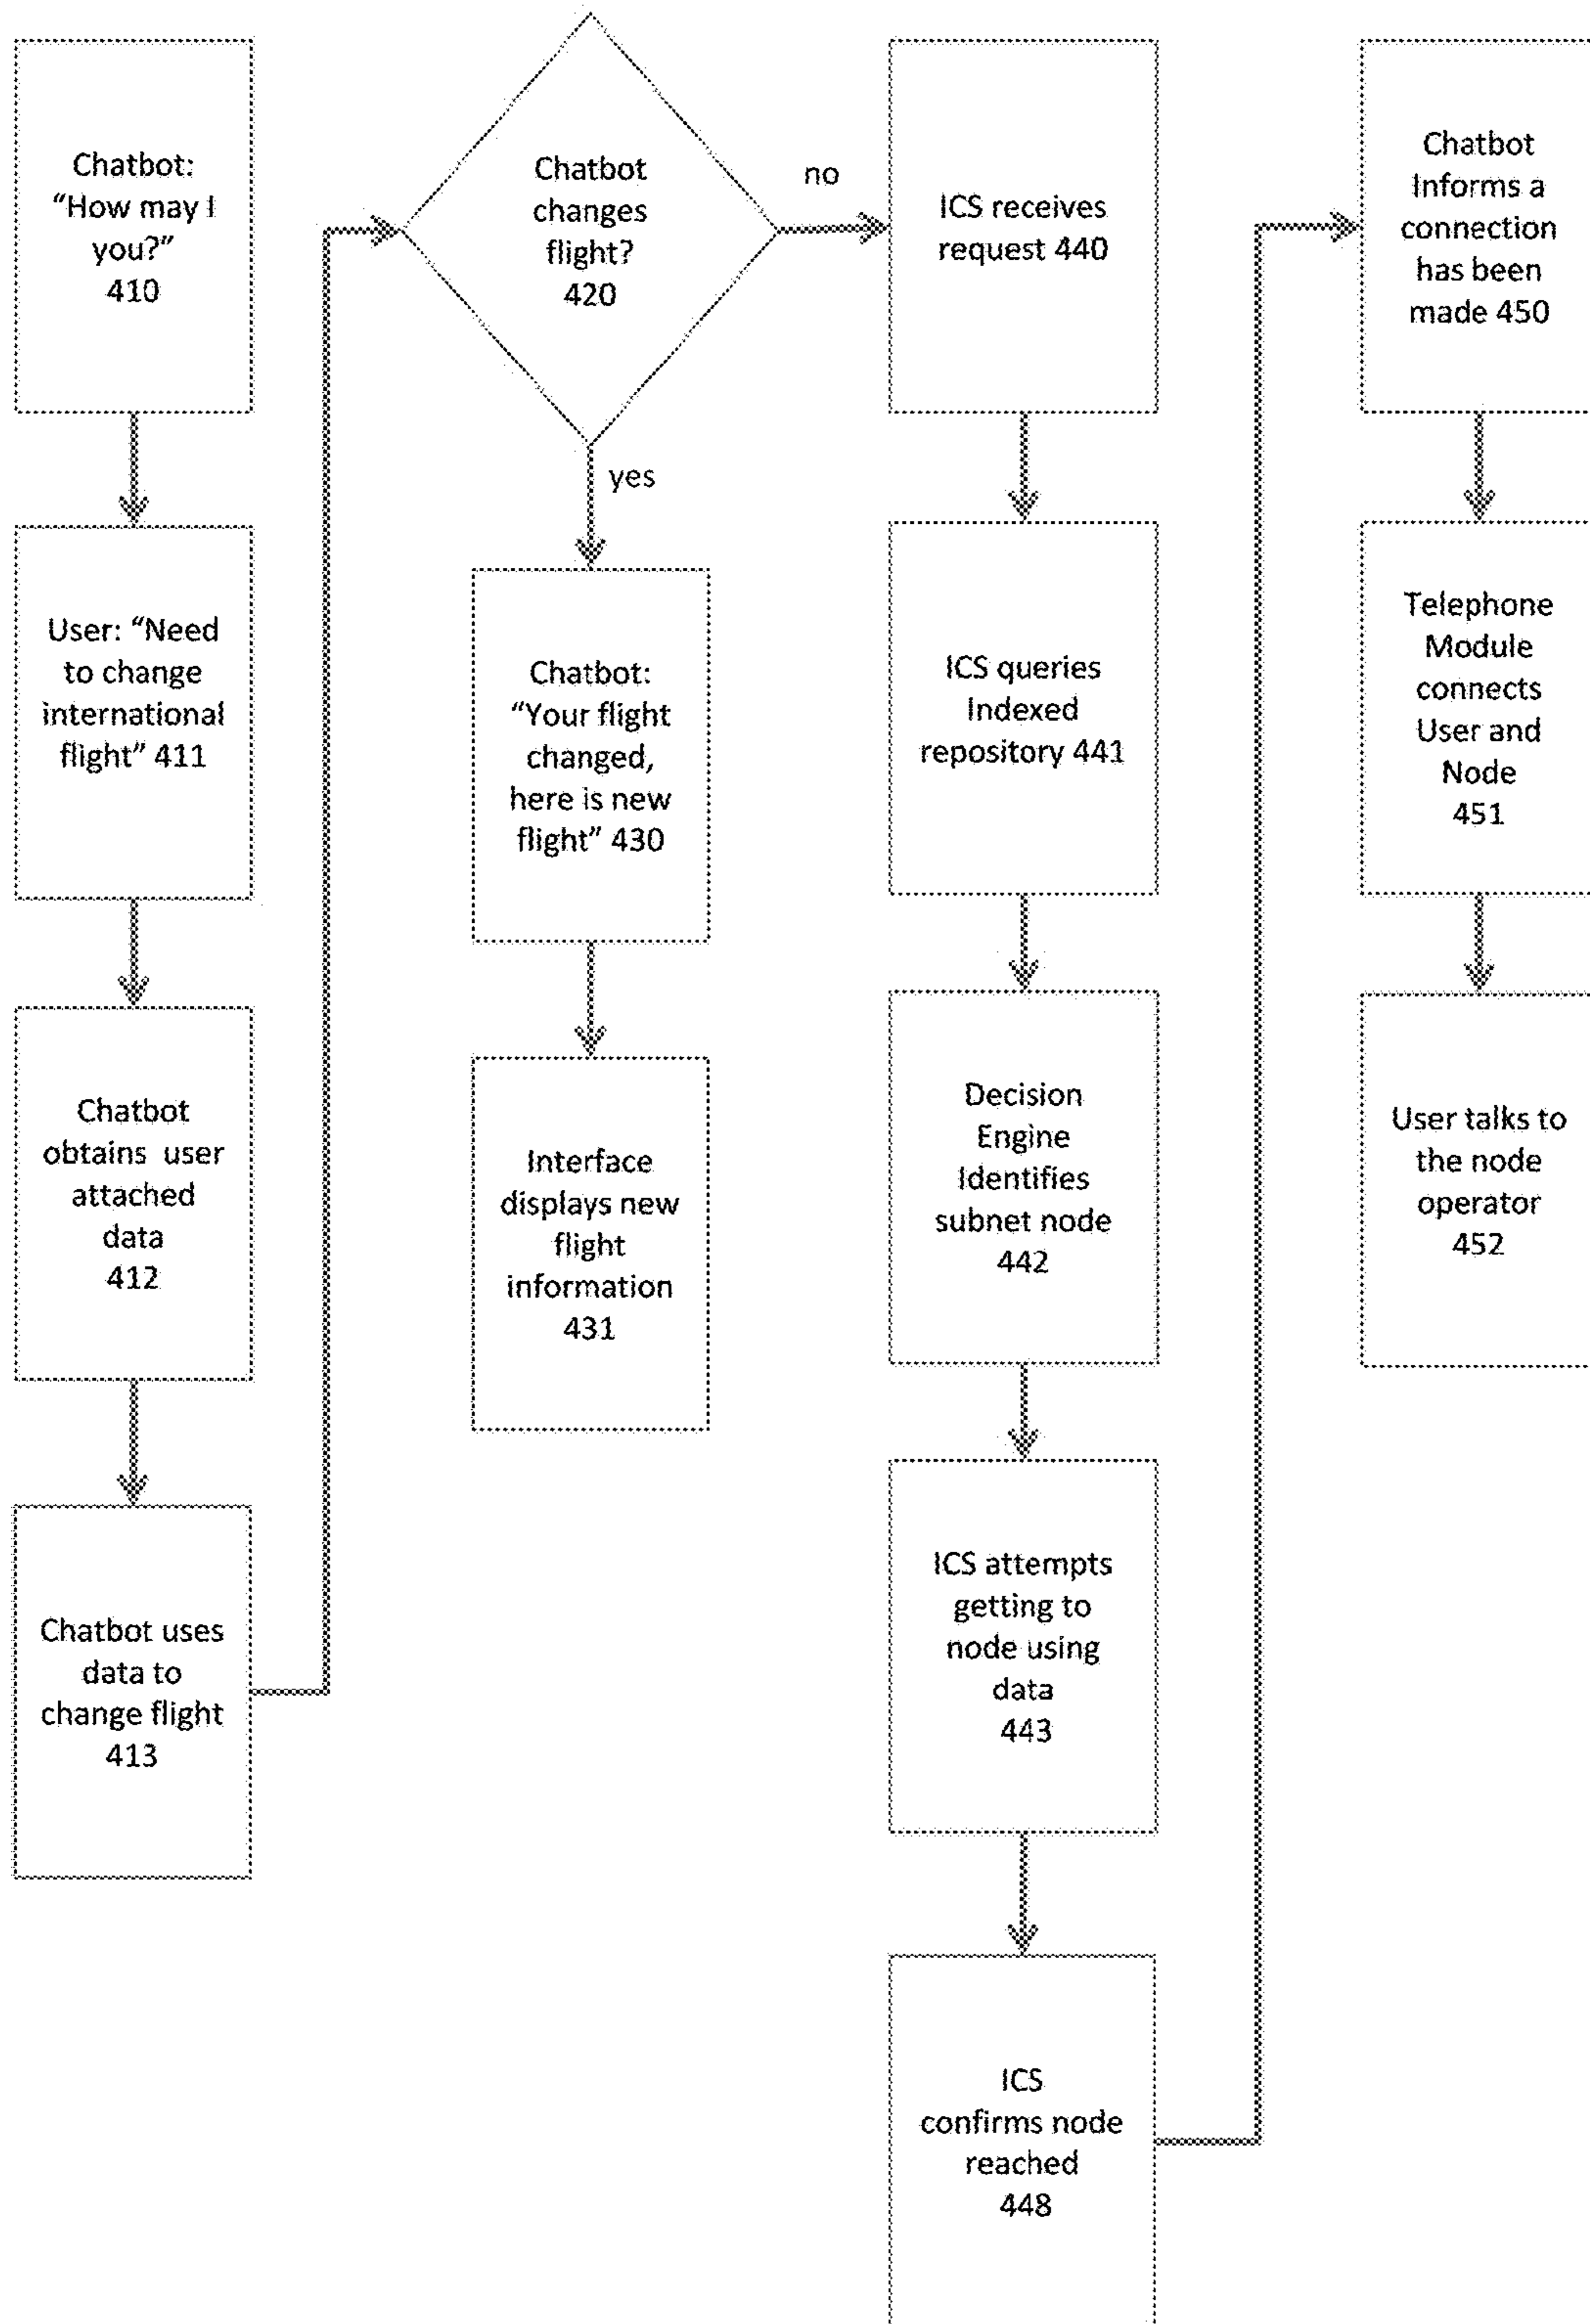 Chatbot:
“How may I
you?”
410
User: “Need
to change
international
flight” 411
Chatbot
obtains user
attached
data
412
Chatbot uses
data to
change flight
413
Chatbot
changes
flight?
420
no
yes
Chatbot:
“Your flight
changed,
here is new
flight” 430
Interface
displays new
flight
information
431
ICS receives
request 440
ICS queries
Indexed
repository 441
Decision
Engine
Identifies
subnet node
442
ICS attempts
getting to
node using
data
443
ICS
confirms node
reached
448
Chatbot
Informs a
connection
has been
made 450
Telephone
Module
connects
User and
Node
451
User talks to
the node
operator
452